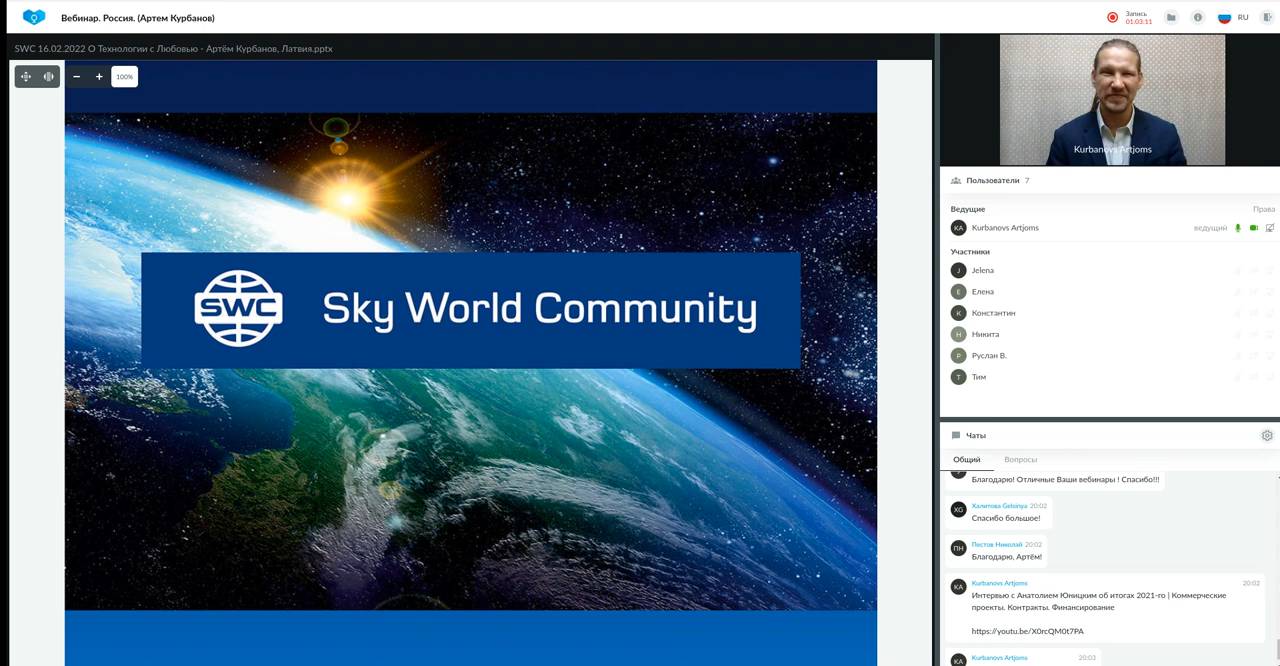 Вебинар. Россия. (Артем Курбанов)
Запись
01:03:11
RU
SWC 16.02.2022 О Технологии с Любовью - Артём Курбанов, Латвия.pptx
100%
SWC
Sky World Community
Kurbanovs Artjoms
Пользователи 7
Ведущие Права
KA Kurbanovs Artjoms ведущий
Участники
J Jelena
Е Елена
К Константин
Н Никита
Р Руслан В.
Т Тим
Чаты
Общий Вопросы
Благодарю! Отличные Ваши вебинары ! Спасибо!!!
XG Халитова Gelsinya 20:02
Спасибо большое!
ПН Пестов Николай 20:02
Благодарю, Артём!
KA Kurbanovs Artjoms 20:02
Интервью с Анатолием Юницким об итогах 2021-го | Коммерческие
проекты. Контракты. Финансирование
https://youtu.be/X0rcQM0t7PA
KA Kurbanovs Artjoms 20:03